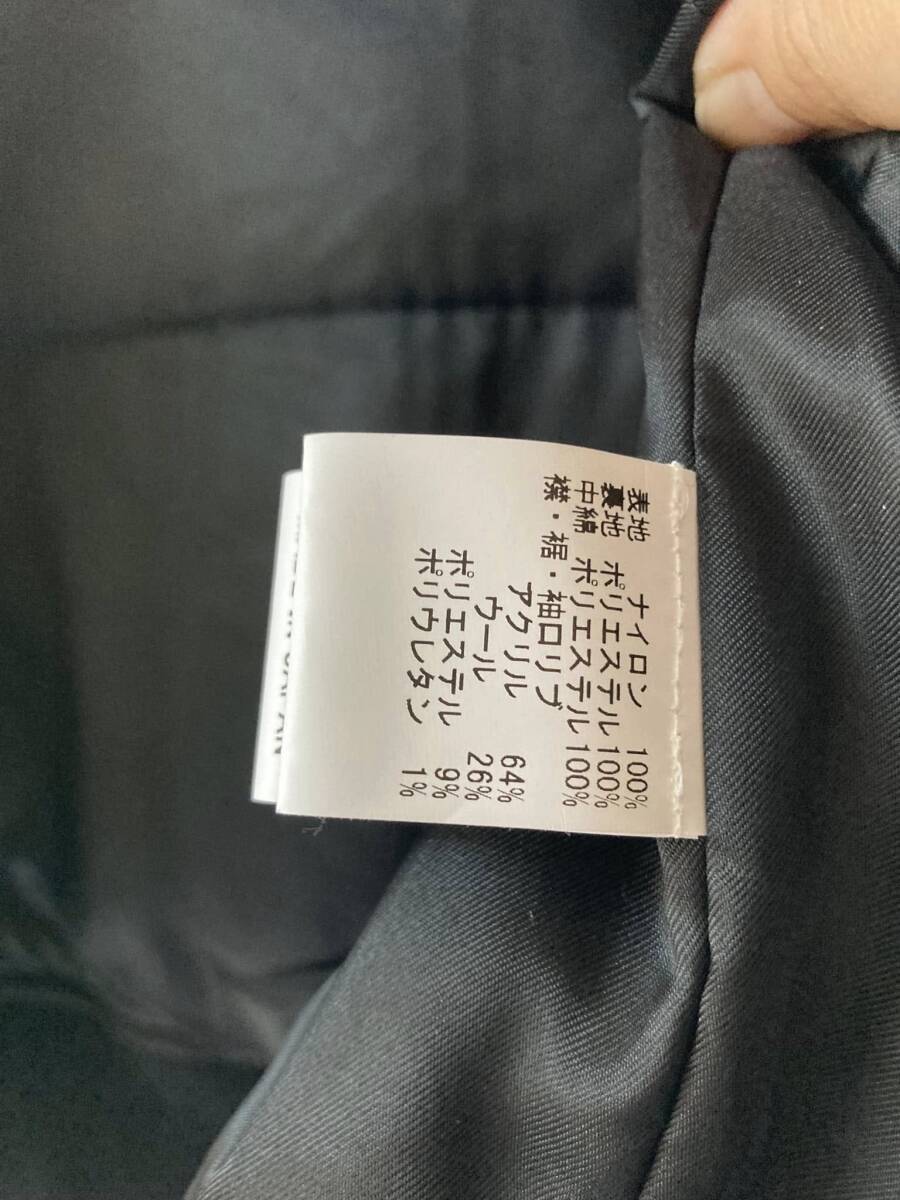 表地 ナイロン 100%
裏地 ポリエステル 100%
中綿 ポリエステル 100%
襟・裾・袖口リブ
アクリル 64%
ウール 26%
ポリエステル 9%
ポリウレタン 1%
IN JAPAN